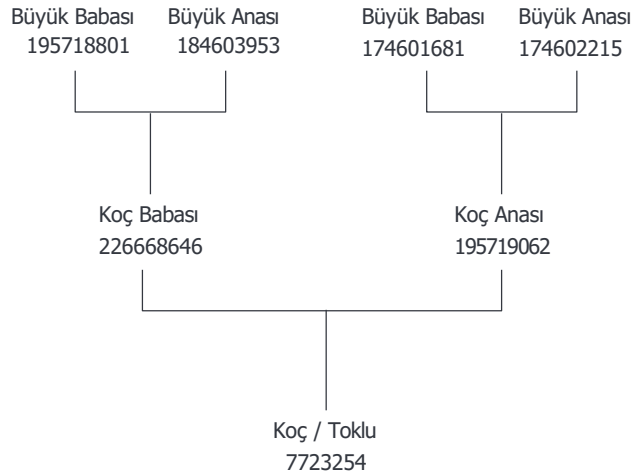 Büyük Babası Büyük Anası Büyük Babası Büyük Anası
195718801 184603953 174601681 174602215
Koç Babası Koç Anası
226668646 195719062
Koç / Toklu
7723254